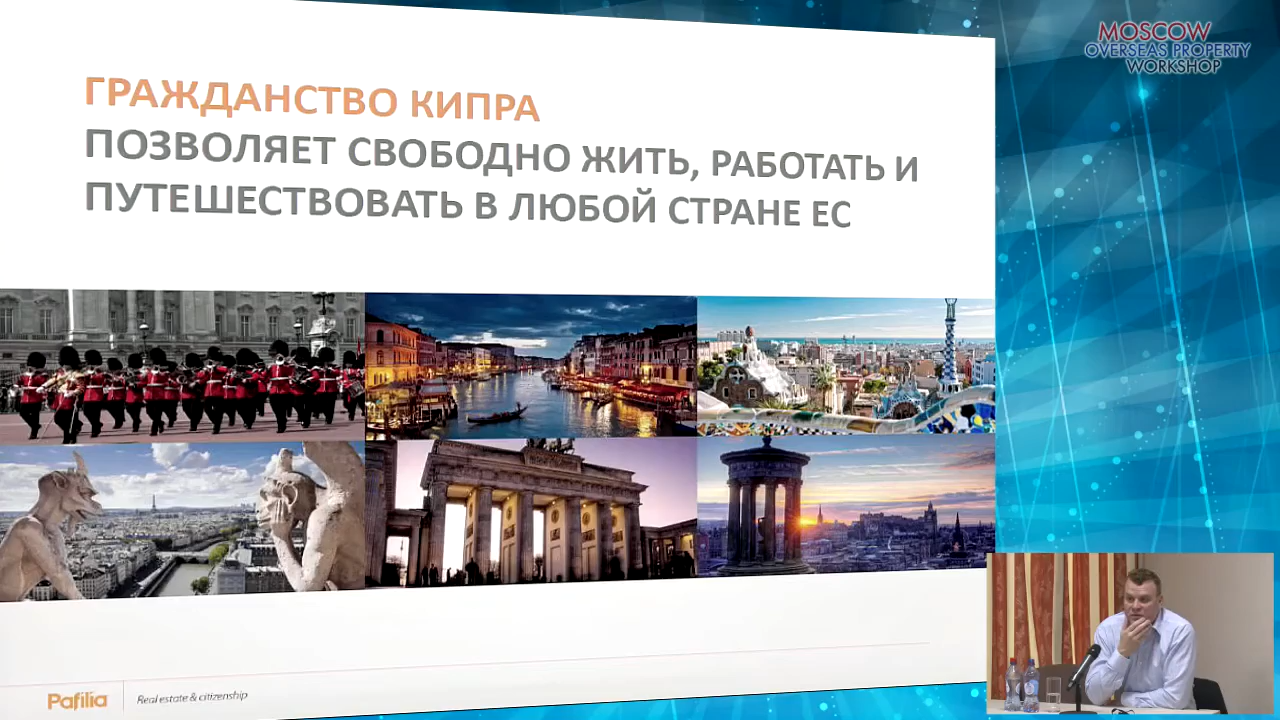 MOSCOW
OVERSEAS PROPERTY
WORKSHOP
ГРАЖДАНСТВО КИПРА
ПОЗВОЛЯЕТ СВОБОДНО ЖИТЬ, РАБОТАТЬ И
ПУТЕШЕСТВОВАТЬ В ЛЮБОЙ СТРАНЕ ЕС
Pafilia
Real estate & citizenship